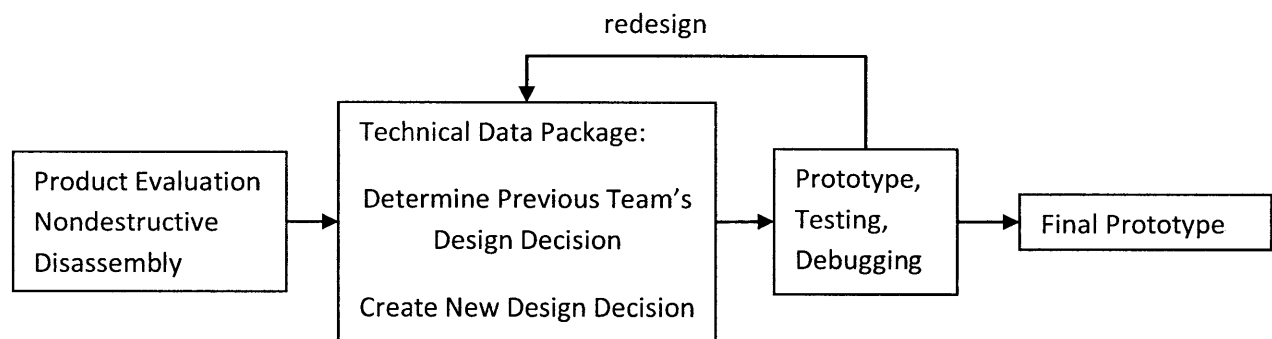 redesign
Product Evaluation
Nondestructive
Disassembly
Technical Data Package:
Determine Previous Team's
Design Decision
Create New Design Decision
Prototype,
Testing,
Debugging
Final Prototype